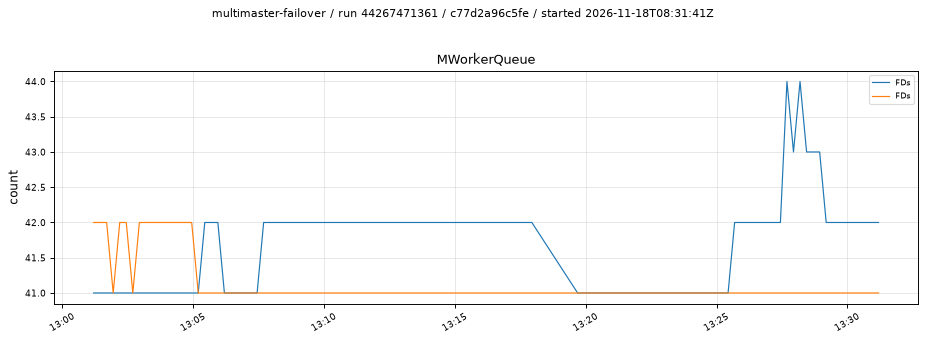 multimaster-failover / run 44267471361 / c77d2a96c5fe / started 2026-11-18T08:31:41Z
MWorkerQueue
44.0
43.5
43.0
42.5
42.0
41.5
41.0
count
FDs
FDs
13:00
13:05
13:10
13:15
13:20
13:25
13:30